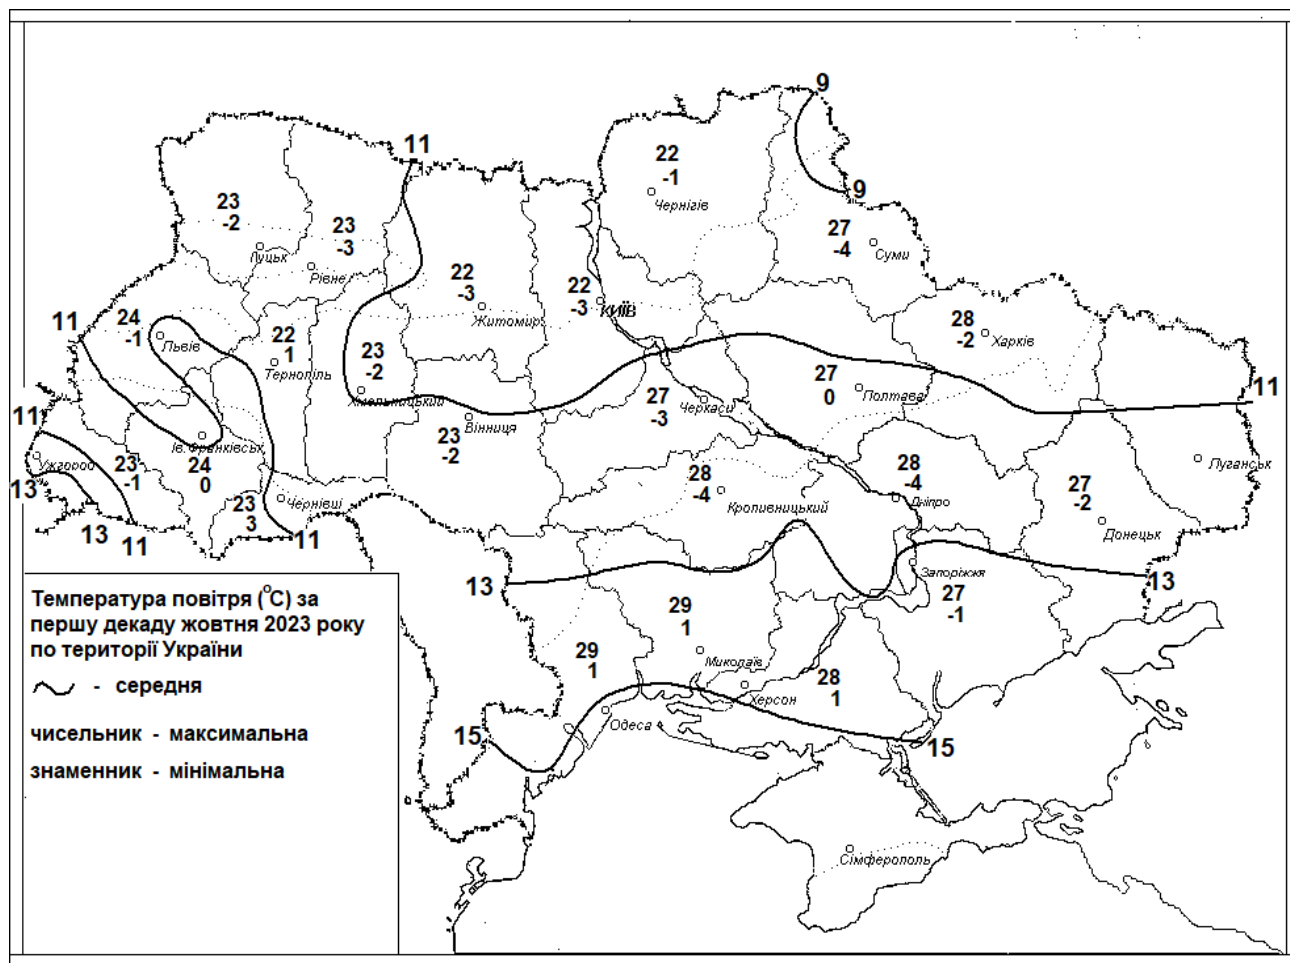 9
11
22
-1
Чернігів
9
23
-2
23
-3
27
-4
Луцьк
Рівне
Суми
22
-3
Житомир
22
-3
КИЇВ
11
24
-1
Львів
22
1
Тернопіль
28
-2
Харків
23
-2
Хмельницький
27
-3
Черкаси
27
0
Полтава
11
11
Вінниця
23
-2
Ів. Франківськ
24
0
Ужгород
23
-1
28
-4
Кропивницький
28
-4
Дніпро
27
-2
Донецьк
Луганськ
13
13
11
23
3
Чернівці
11
13
Запоріжжя
27
-1
13
29
1
Миколаїв
29
1
28
1
Херсон
Одеса
15
15
Сімферополь
Температура повітря (°С) за
першу декаду жовтня 2023 року
по території України
- середня
чисельник - максимальна
знаменник - мінімальна